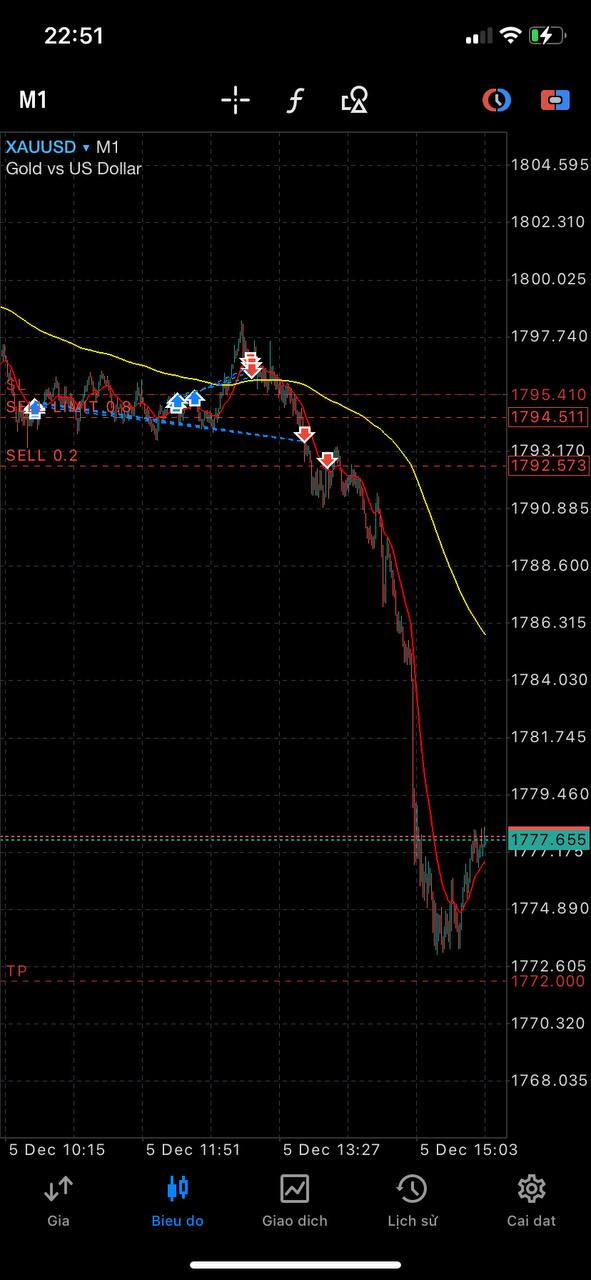 22:51
M1
XAUUSD ▾ M1
Gold vs US Dollar
1804.595
1802.310
1800.025
1797.740
SL
1795.410
1794.511
1793.170
SELL 0.2
1792.573
1790.885
1788.600
1786.315
1784.030
1781.745
1779.460
1777.655
1777.175
1774.890
1772.605
TP
1772.000
1770.320
1768.035
5 Dec 10:15 5 Dec 11:51 5 Dec 13:27 5 Dec 15:03
Gia Bieu do Giao dich Lịch sử Cai dat